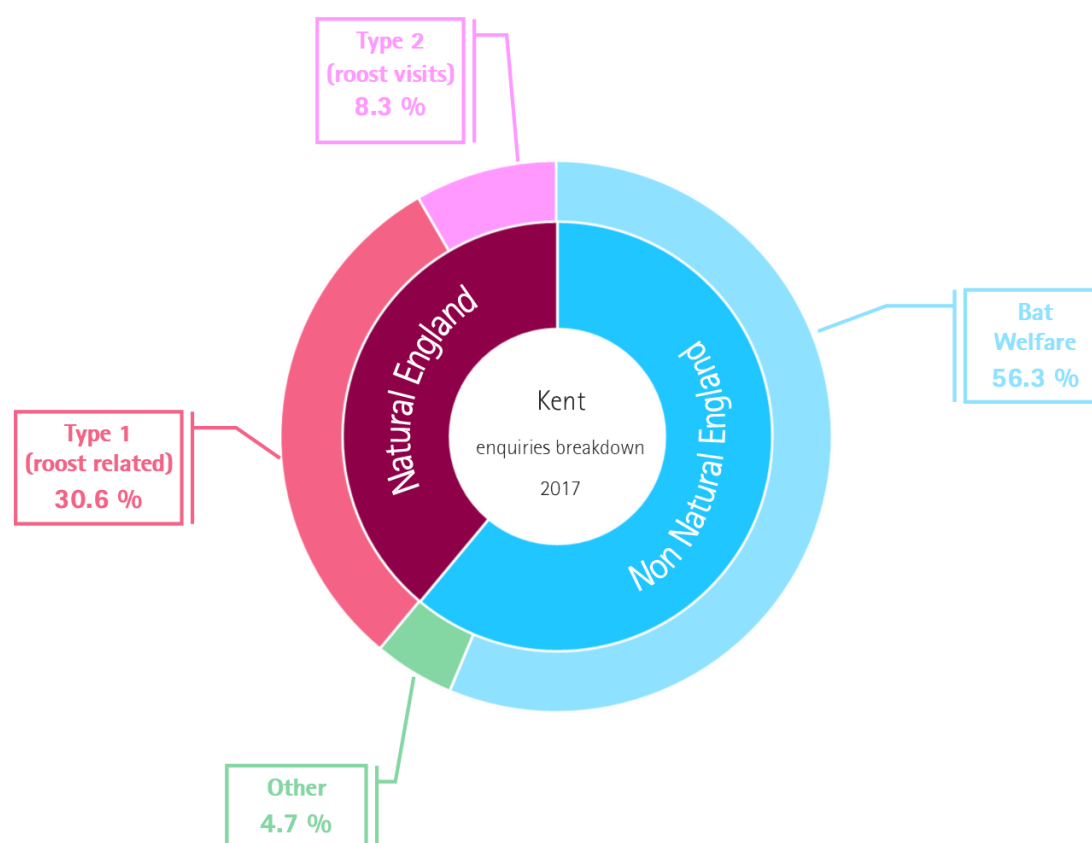 Type 2
(roost visits)
8.3 %
Natural England
Non Natural England
Bat
Welfare
56.3 %
Kent
enquiries breakdown
2017
Type 1
(roost related)
30.6 %
Other
4.7 %